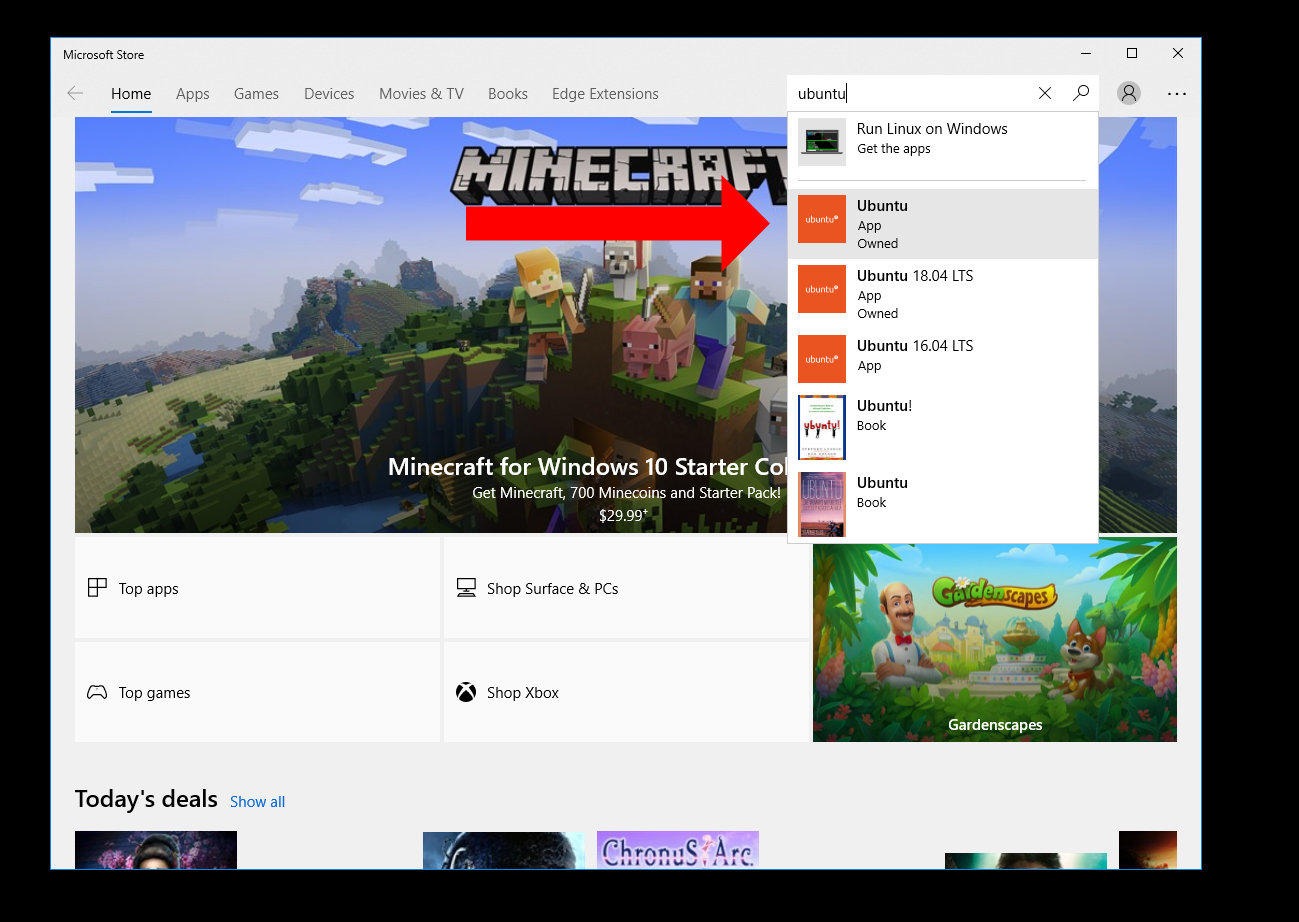 Microsoft Store
Home
Apps
Games
Devices
Movies & TV
Books
Edge Extensions
ubuntu
Run Linux on Windows
Get the apps
MINECRAFT
ubuntu
Ubuntu
App
Owned
ubuntu
Ubuntu 18.04 LTS
App
Owned
ubuntu
Ubuntu 16.04 LTS
App
ubuntu!
Ubuntu!
Book
UBUNTU
Ubuntu
Book
Minecraft for Windows 10 Starter Col
Get Minecraft, 700 Minecoins and Starter Pack!
$29.99+
Top apps
Shop Surface & PCs
Gardenscapes
Top games
Shop Xbox
Gardenscapes
Today's deals
Show all
Chronus Arc